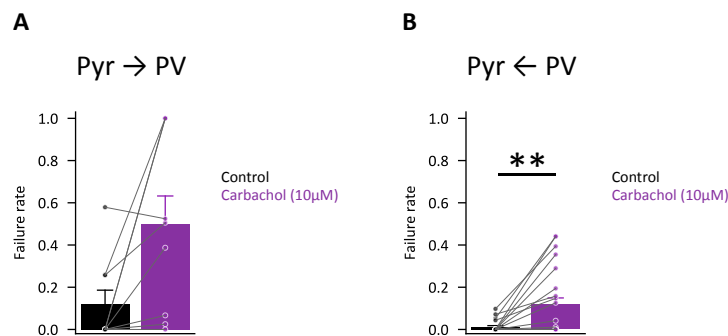 A
Pyr → PV
1.0
0.8
0.6
0.4
0.2
0.0
Failure rate
Control
Carbachol (10µM)
B
Pyr ← PV
1.0
0.8
0.6
0.4
0.2
0.0
Failure rate
**
Control
Carbachol (10µM)